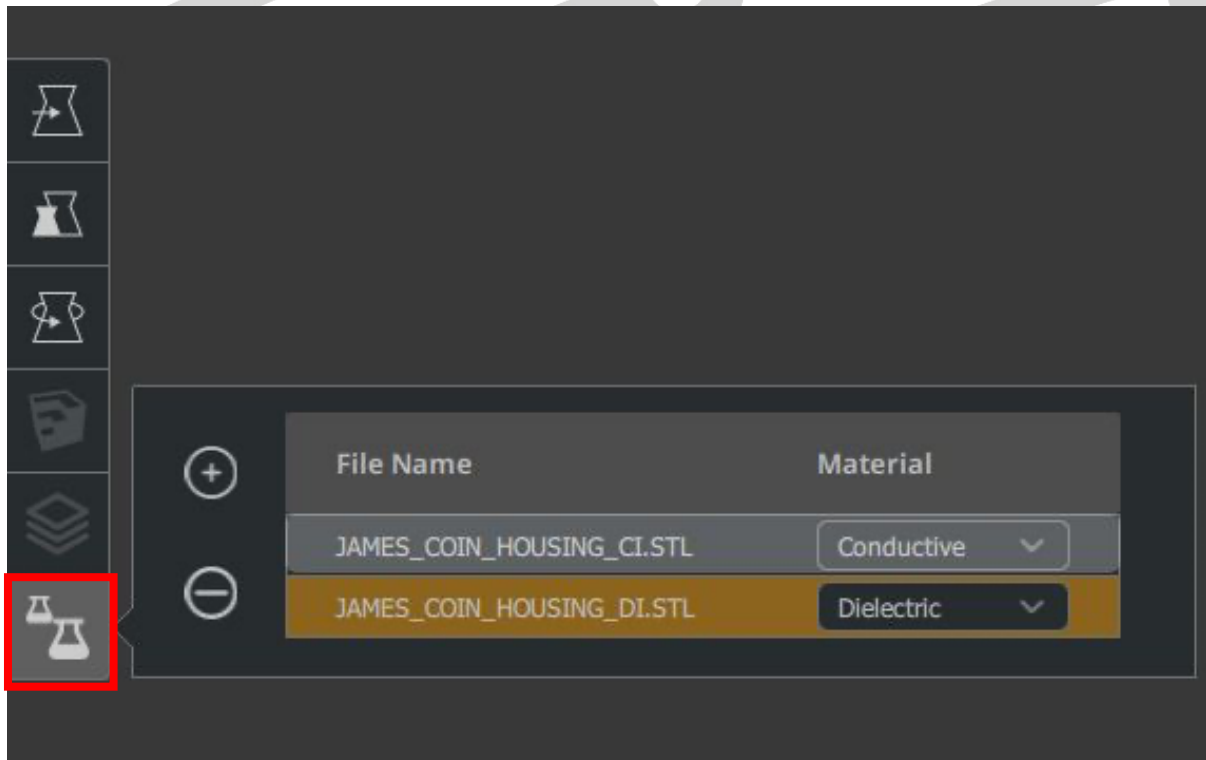 File Name Material
JAMES_COIN_HOUSING_CI.STL Conductive
JAMES_COIN_HOUSING_DI.STL Dielectric